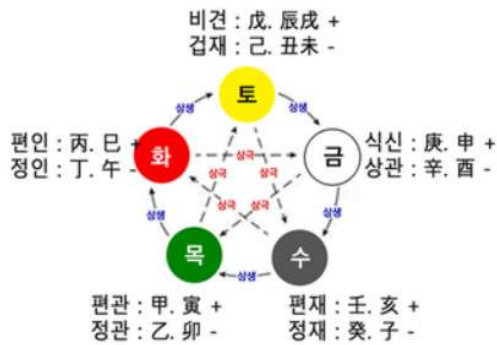 비견 : 戊. 辰戌 +
겁재 : 己. 丑未 -
토
상생
상생
편인 : 丙. 巳 +
정인 : 丁. 午 -
화
상극
금
식신 : 庚. 申 +
상관 : 辛. 酉 -
상극
상극
상생
상극
상극
상생
목
상생
수
편관 : 甲. 寅 +
정관 : 乙. 卯 -
편재 : 壬. 亥 +
정재 : 癸. 子 -